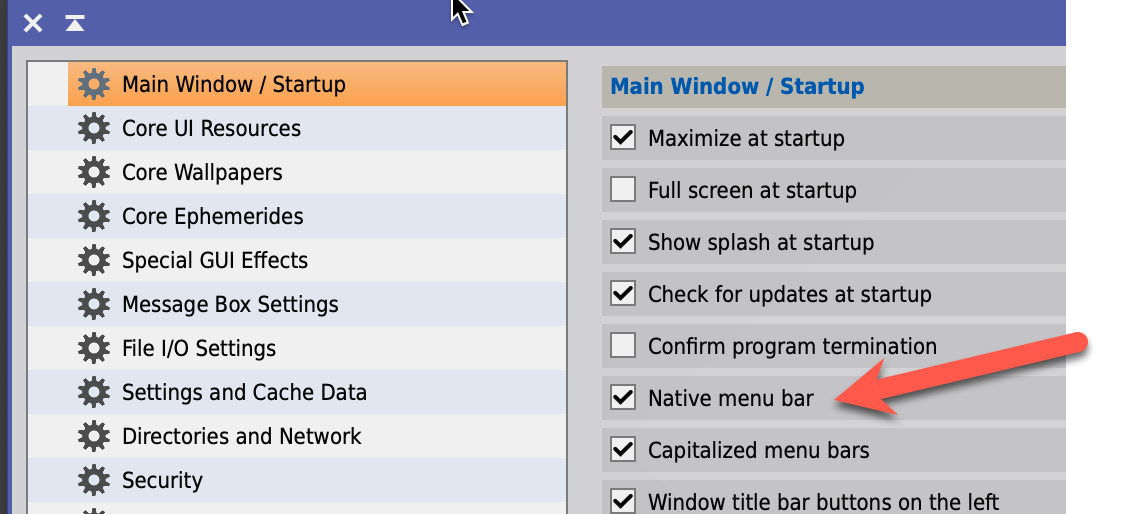 Main Window / Startup
Core UI Resources
Core Wallpapers
Core Ephemerides
Special GUI Effects
Message Box Settings
File I/O Settings
Settings and Cache Data
Directories and Network
Security
Main Window / Startup
Maximize at startup
Full screen at startup
Show splash at startup
Check for updates at startup
Confirm program termination
Native menu bar
Capitalized menu bars
Window title bar buttons on the left